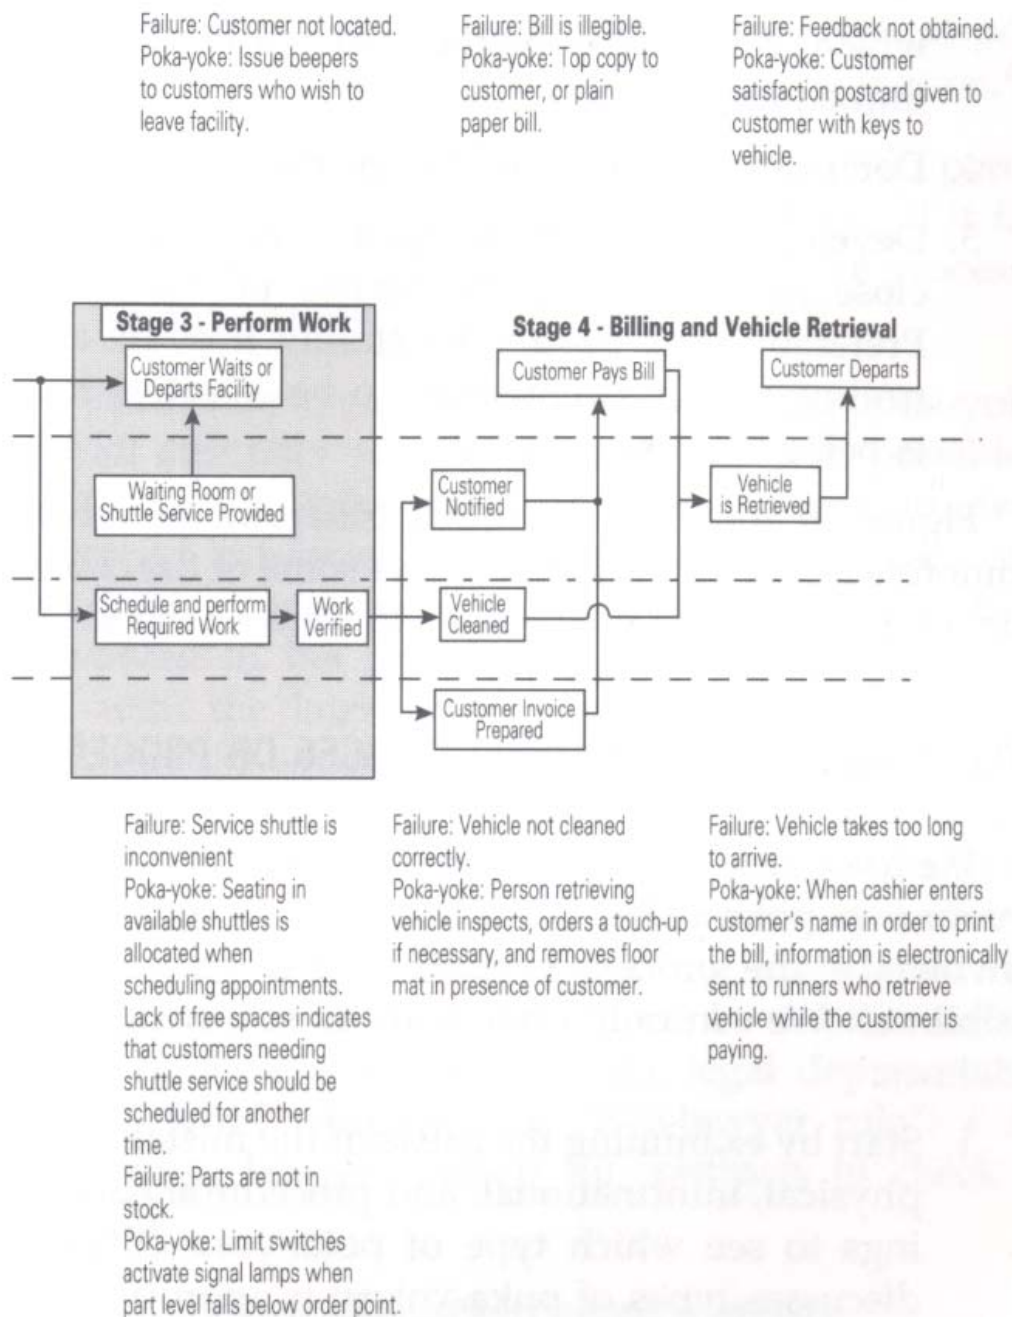 Failure: Customer not located.
Poka-yoke: Issue beepers
to customers who wish to
leave facility.
Failure: Bill is illegible.
Poka-yoke: Top copy to
customer, or plain
paper bill.
Failure: Feedback not obtained.
Poka-yoke: Customer
satisfaction postcard given to
customer with keys to
vehicle.
Stage 3 - Perform Work
Stage 4 - Billing and Vehicle Retrieval
Customer Waits or
Departs Facility
Customer Pays Bill
Customer Departs
Waiting Room or
Shuttle Service Provided
Customer
Notified
Vehicle
is Retrieved
Schedule and perform
Required Work
Work
Verified
Vehicle
Cleaned
Customer Invoice
Prepared
Failure: Service shuttle is
inconvenient
Poka-yoke: Seating in
available shuttles is
allocated when
scheduling appointments.
Lack of free spaces indicates
that customers needing
shuttle service should be
scheduled for another
time.
Failure: Parts are not in
stock.
Poka-yoke: Limit switches
activate signal lamps when
part level falls below order point.
Failure: Vehicle not cleaned
correctly.
Poka-yoke: Person retrieving
vehicle inspects, orders a touch-up
if necessary, and removes floor
mat in presence of customer.
Failure: Vehicle takes too long
to arrive.
Poka-yoke: When cashier enters
customer's name in order to print
the bill, information is electronically
sent to runners who retrieve
vehicle while the customer is
paying.